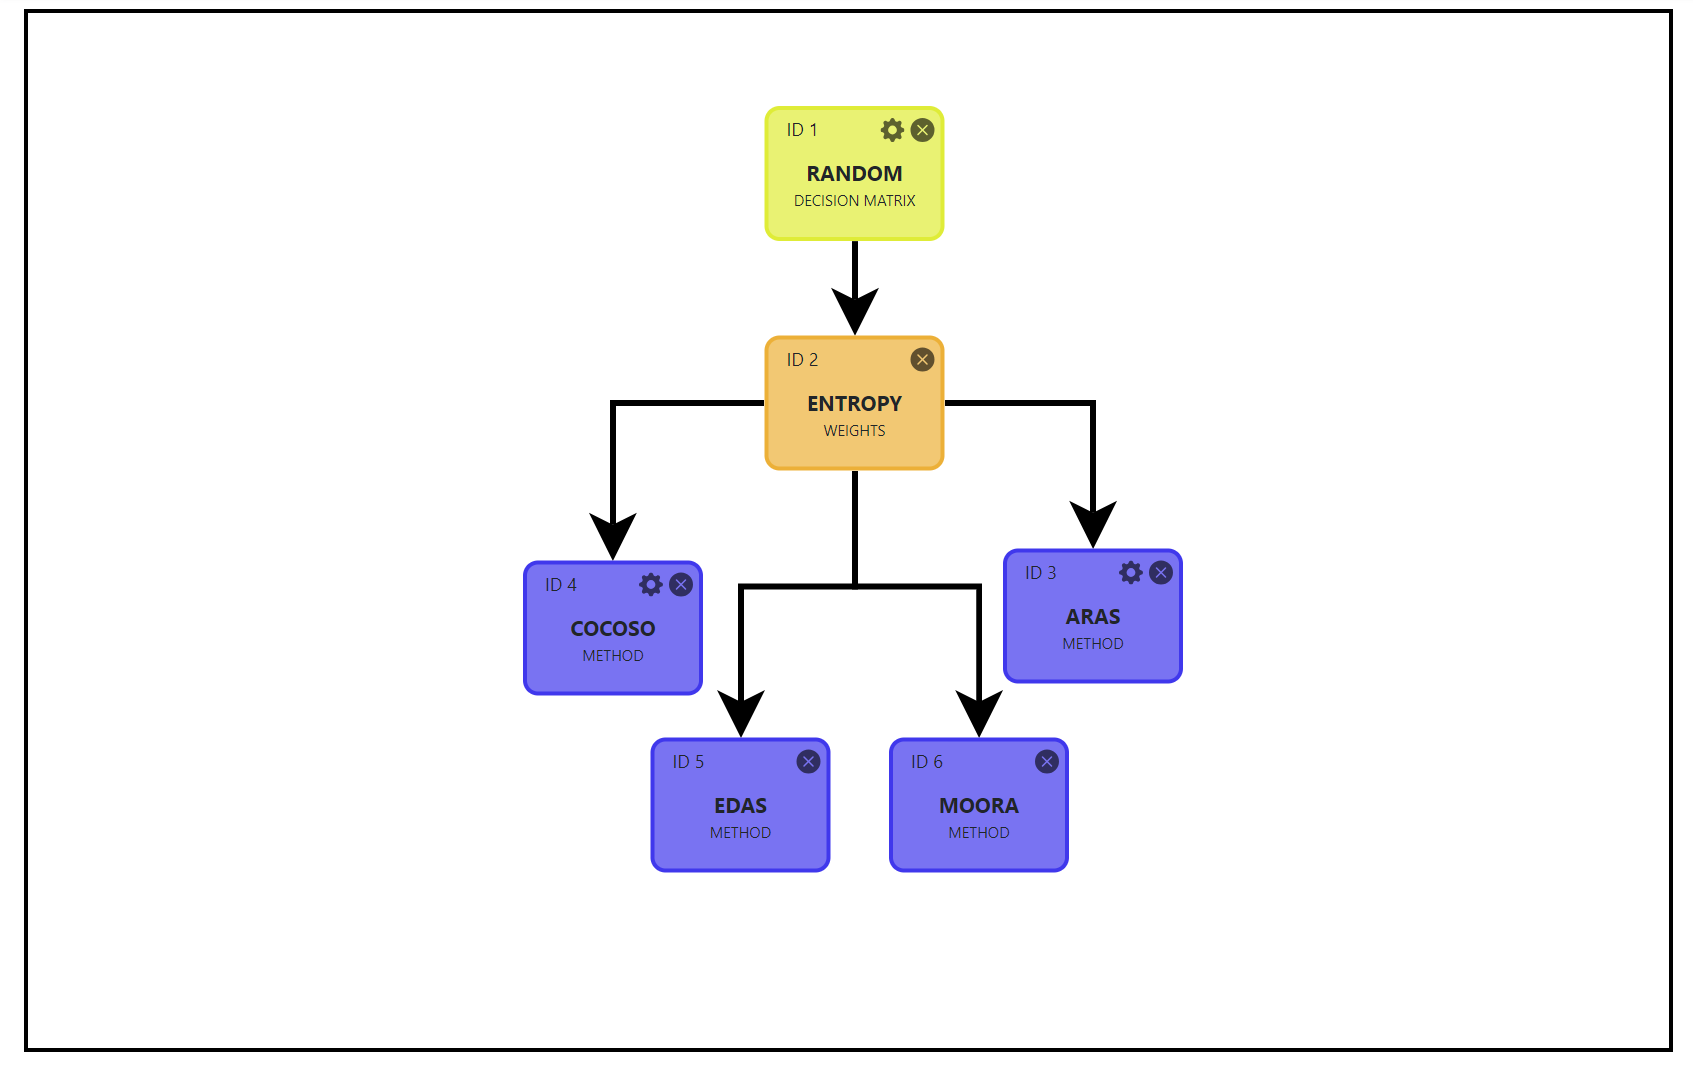 ID 1
RANDOM
DECISION MATRIX
ID 2
ENTROPY
WEIGHTS
ID 4
COCOSO
METHOD
ID 3
ARAS
METHOD
ID 5
EDAS
METHOD
ID 6
MOORA
METHOD